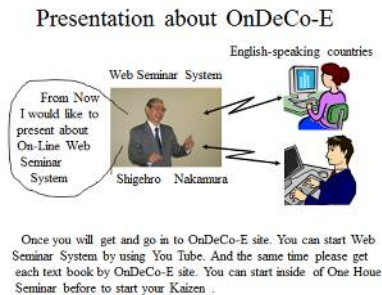 Presentation about OnDeCo-E
English-speaking countries
Web Seminar System
From Now
I would like to
present about
On-Line Web
Seminar
System
Shigehro Nakamura
Once you will get and go in to OnDeCo-E site. You can start Web
Seminar System by using You Tube. And the same time please get
each text book by OnDeCo-E site. You can start inside of One Houe
Seminar before to start your Kaizen .